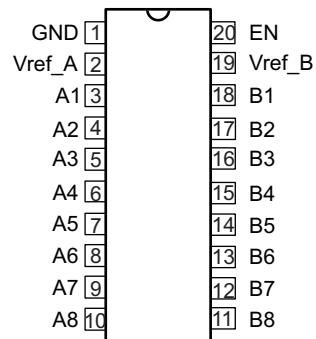 GND 1 20 EN
Vref_A 2 19 Vref_B
A1 3 18 B1
A2 4 17 B2
A3 5 16 B3
A4 6 15 B4
A5 7 14 B5
A6 8 13 B6
A7 9 12 B7
A8 10 11 B8